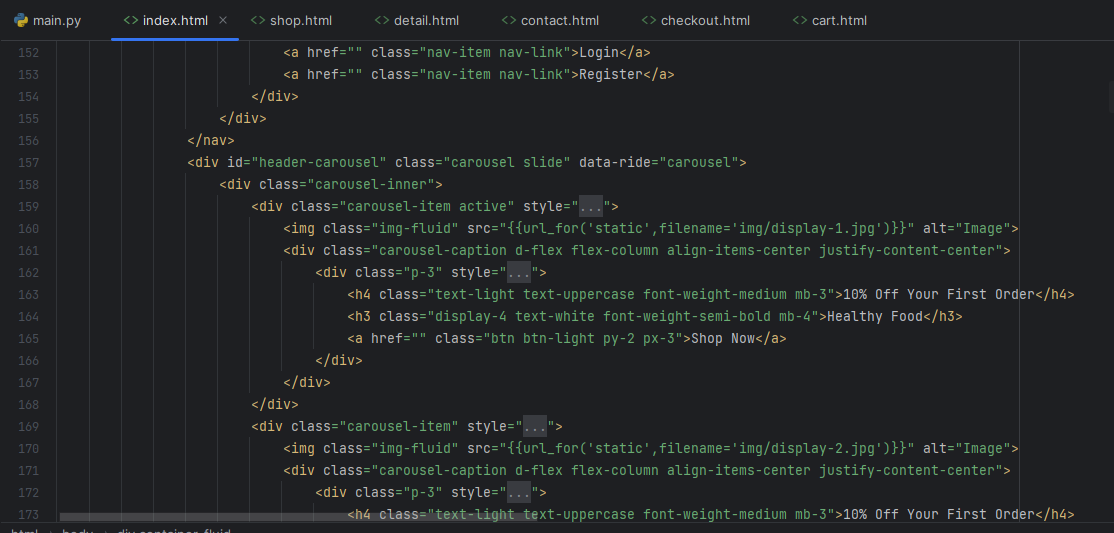 main.py index.html × shop.html detail.html contact.html checkout.html cart.html
152 <a href="" class="nav-item nav-link">Login</a>
153 <a href="" class="nav-item nav-link">Register</a>
154 </div>
155 </div>
156 </nav>
157 <div id="header-carousel" class="carousel slide" data-ride="carousel">
158 <div class="carousel-inner">
159 <div class="carousel-item active" style="...">
160 <img class="img-fluid" src="{{url_for('static',filename='img/display-1.jpg')}}" alt="Image">
161 <div class="carousel-caption d-flex flex-column align-items-center justify-content-center">
162 <div class="p-3" style="...">
163 <h4 class="text-light text-uppercase font-weight-medium mb-3">10% Off Your First Order</h4>
164 <h3 class="display-4 text-white font-weight-semi-bold mb-4">Healthy Food</h3>
165 <a href="" class="btn btn-light py-2 px-3">Shop Now</a>
166 </div>
167 </div>
168 </div>
169 <div class="carousel-item" style="...">
170 <img class="img-fluid" src="{{url_for('static',filename='img/display-2.jpg')}}" alt="Image">
171 <div class="carousel-caption d-flex flex-column align-items-center justify-content-center">
172 <div class="p-3" style="...">
173 <h4 class="text-light text-uppercase font-weight-medium mb-3">10% Off Your First Order</h4>
html body div.container-fluid